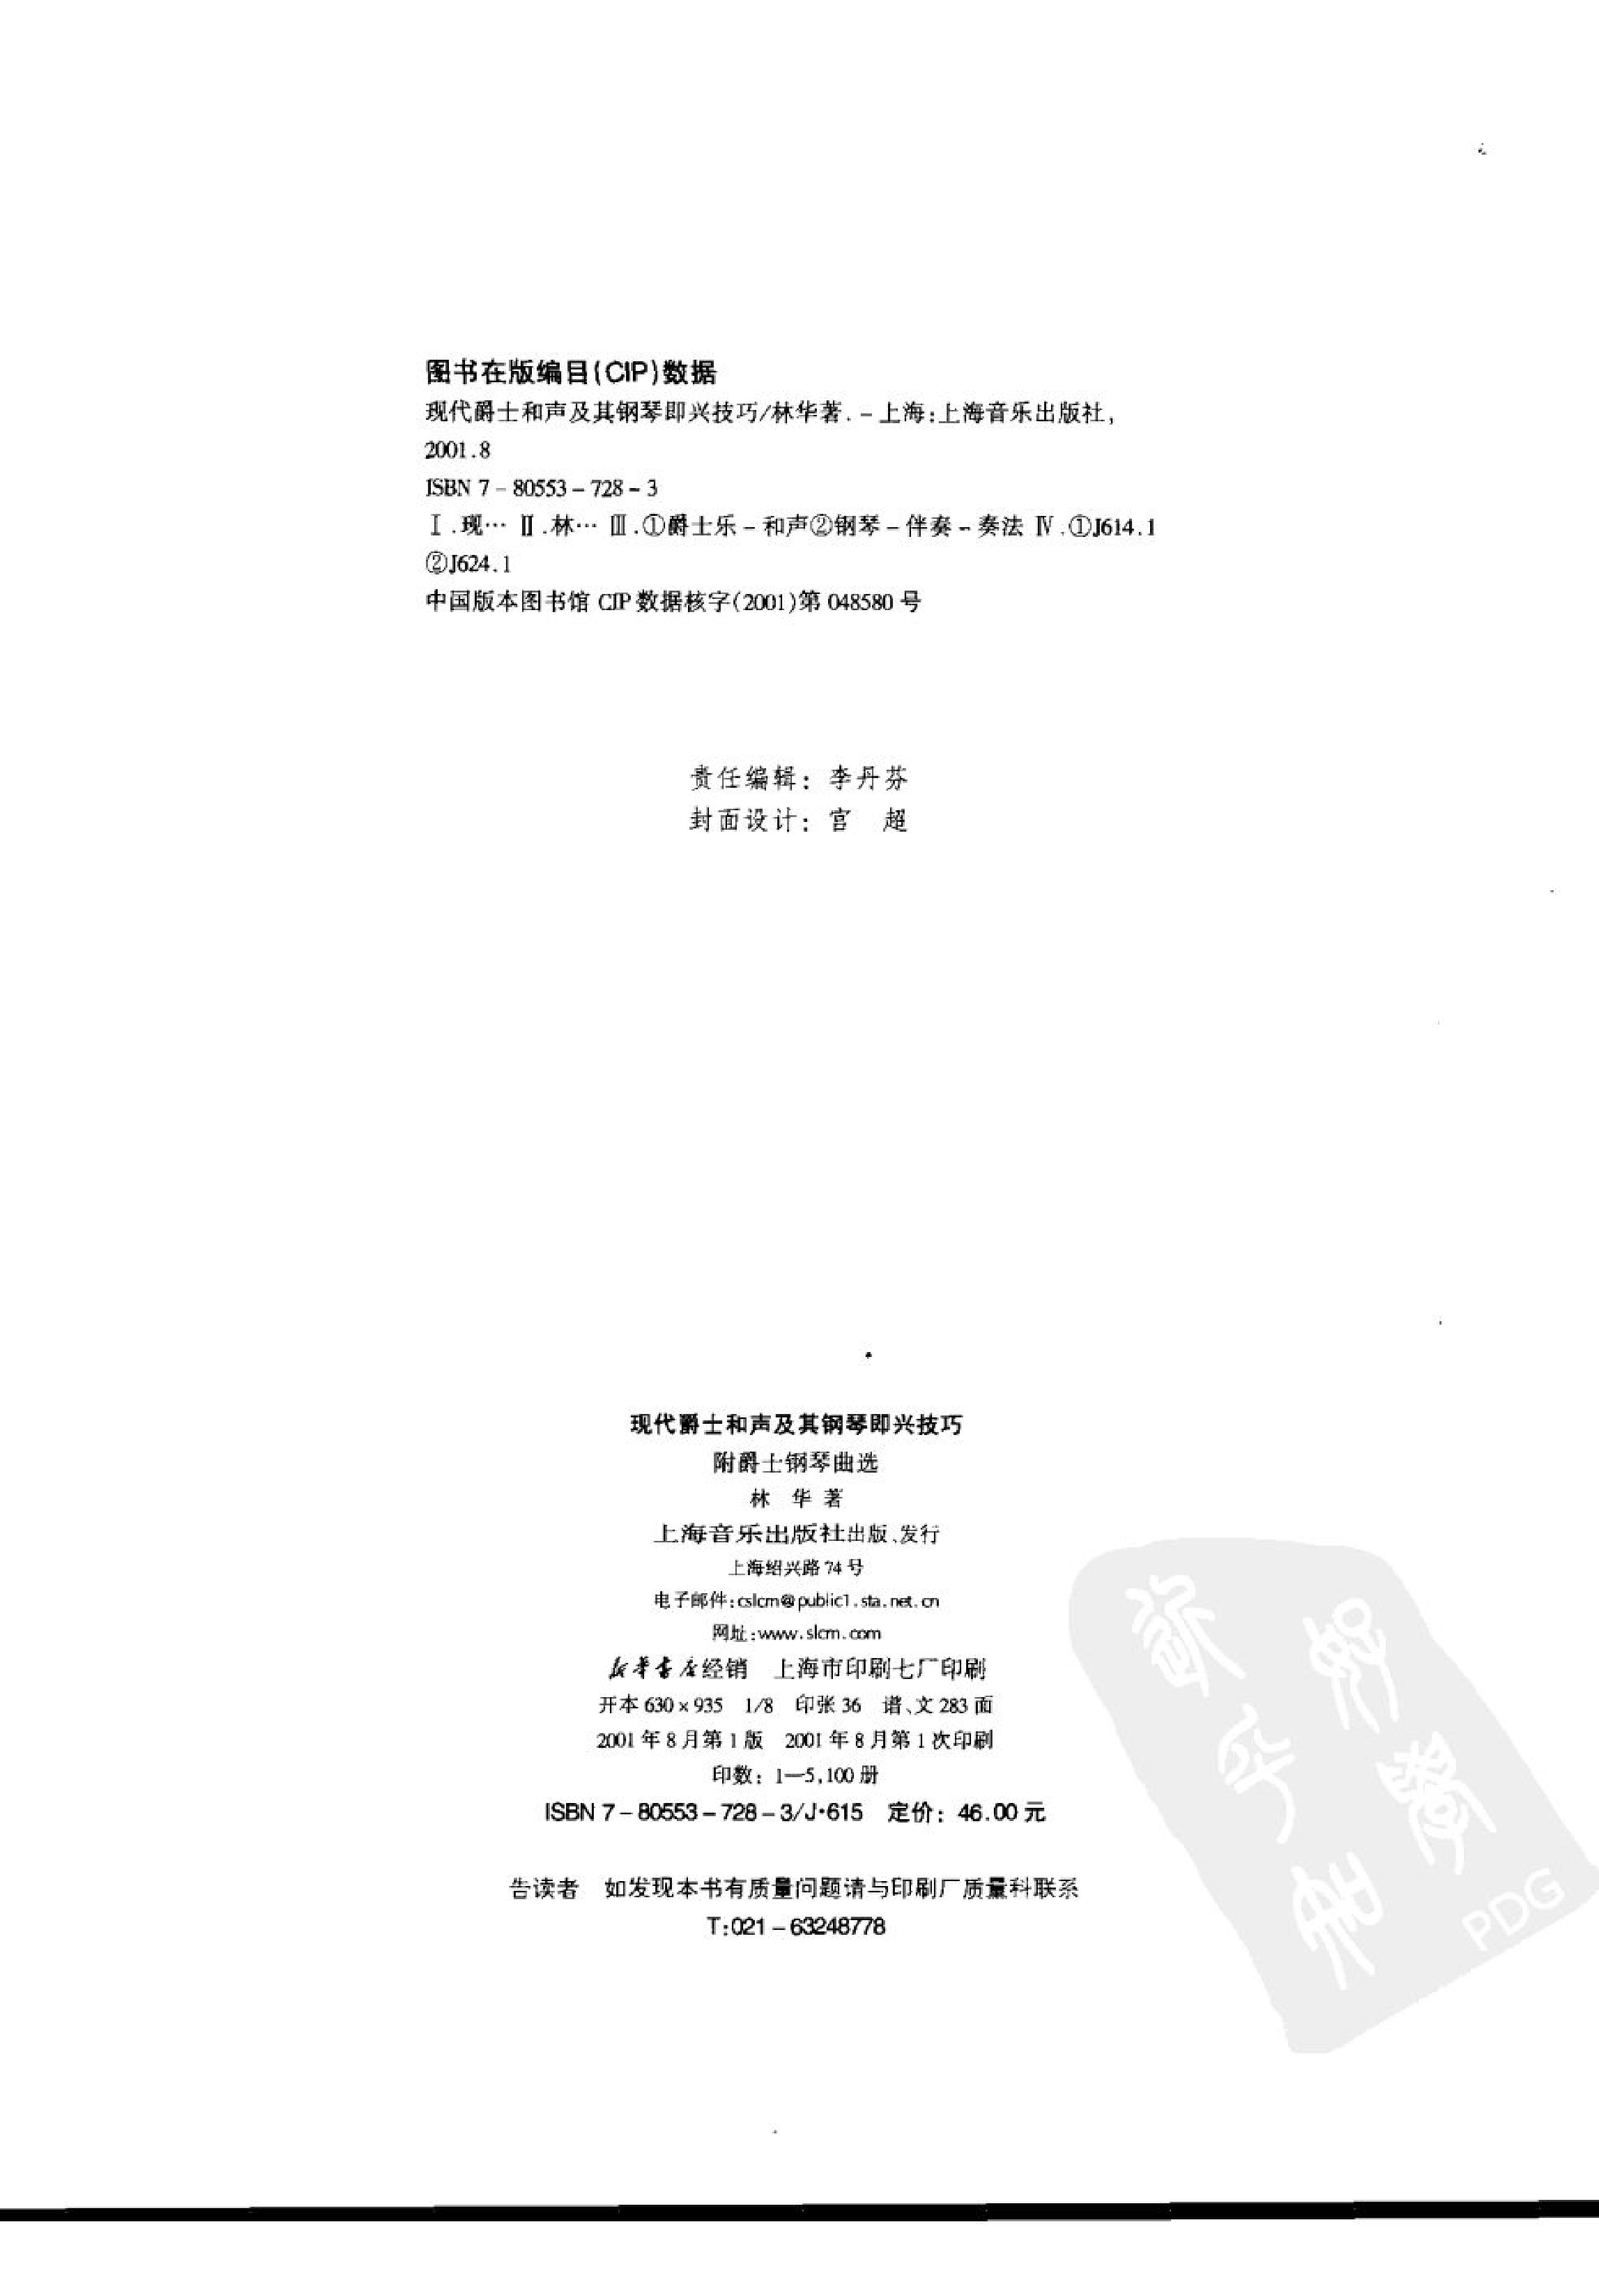 图书在版编目(CIP)数据
现代爵士和声及其钢琴即兴技巧/林华著.－上海:上海音乐出版社,
2001.8
ISBN 7－80553－728－3
Ⅰ.现… Ⅱ.林… Ⅲ.①爵士乐－和声②钢琴－伴奏－奏法 Ⅳ.①J614.1
②J624.1
中国版本图书馆 CIP 数据核字(2001)第 048580 号
责任编辑：李丹芬
封面设计：宫　超
现代爵士和声及其钢琴即兴技巧
附爵士钢琴曲选
林　华 著
上海音乐出版社出版、发行
上海绍兴路 74 号
电子邮件:cslcm@public1.sta.net.cn
网址:www.slcm.com
新华书店经销　上海市印刷七厂印刷
开本 630×935　1/8　印张 36　谱、文 283 面
2001 年 8 月第 1 版　2001 年 8 月第 1 次印刷
印数：1—5,100 册
ISBN 7－80553－728－3/J·615　定价：46.00 元
告读者　如发现本书有质量问题请与印刷厂质量科联系
T:021－63248778
PDG